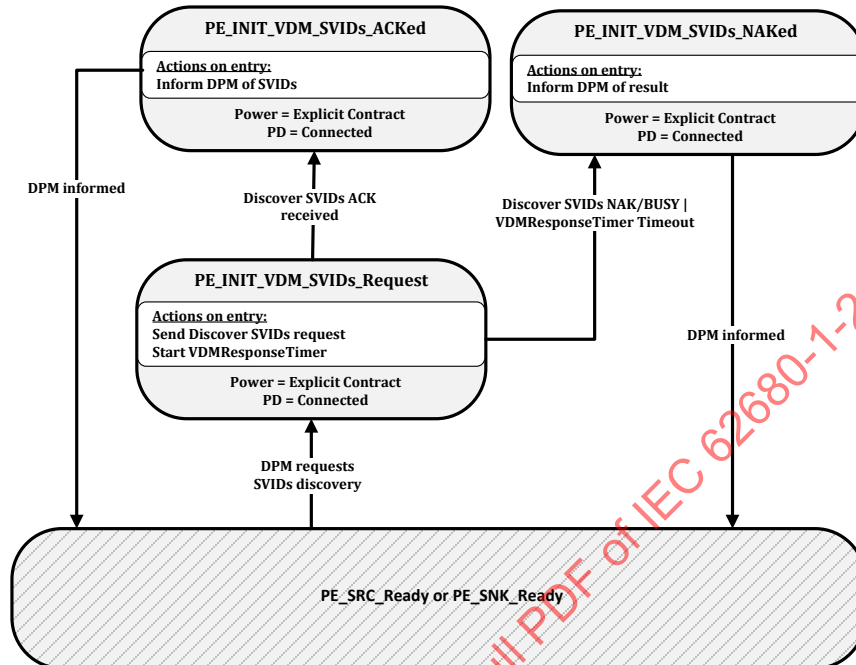 PE_INIT_VDM_SVIDs_ACKed
Actions on entry:
Inform DPM of SVIDs
Power = Explicit Contract
PD = Connected
PE_INIT_VDM_SVIDs_NAKed
Actions on entry:
Inform DPM of result
Power = Explicit Contract
PD = Connected
DPM informed
Discover SVIDs ACK
received
Discover SVIDs NAK/BUSY |
VDMResponseTimer Timeout
PE_INIT_VDM_SVIDs_Request
Actions on entry:
Send Discover SVIDs request
Start VDMResponseTimer
Power = Explicit Contract
PD = Connected
DPM informed
DPM requests
SVIDs discovery
PE_SRC_Ready or PE_SNK_Ready
PDF of IEC 62680-1-2